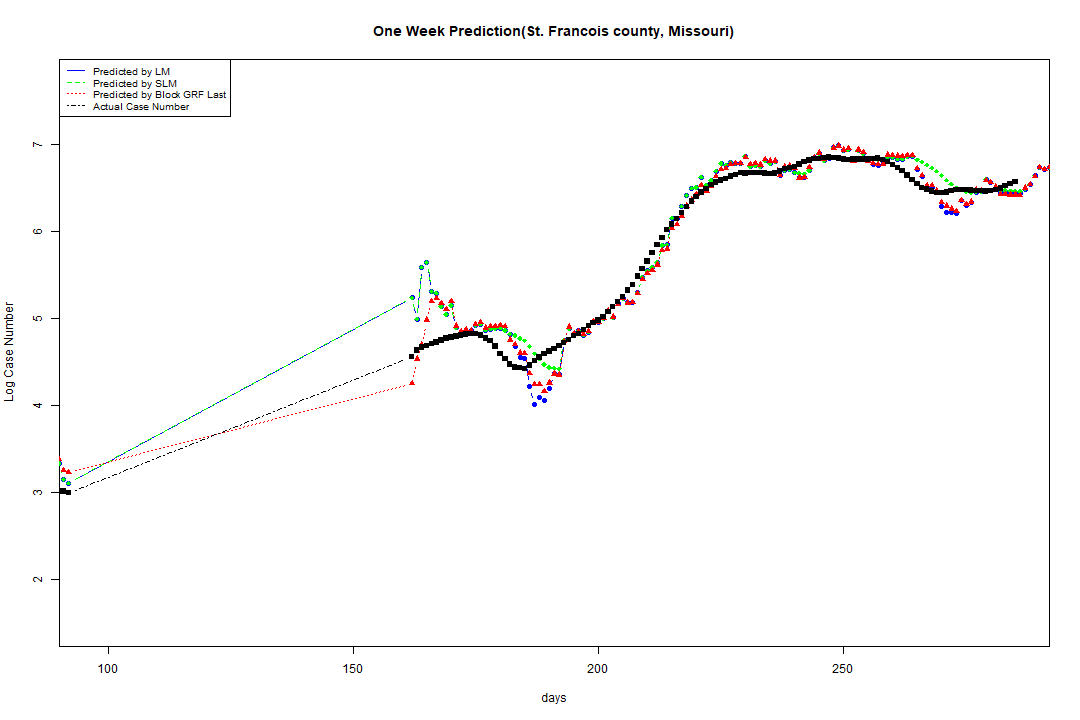 One Week Prediction(St. Francois county, Missouri)
Predicted by LM
Predicted by SLM
Predicted by Block GRF Last
Actual Case Number
7
6
5
4
3
2
Log Case Number
100 150 200 250
days